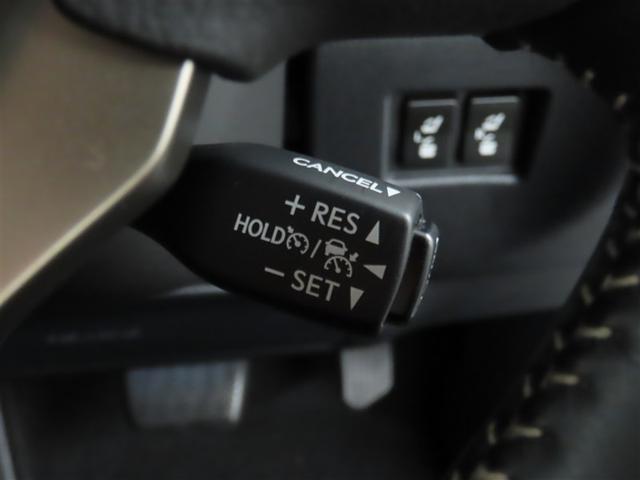 CANCEL▼
+ RES ▲
HOLD / ◀
− SET ▼